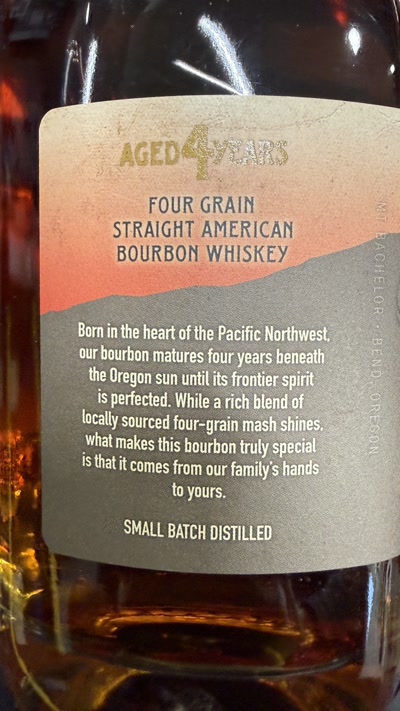 AGED 4 YEARS
FOUR GRAIN
STRAIGHT AMERICAN
BOURBON WHISKEY
Born in the heart of the Pacific Northwest,
our bourbon matures four years beneath
the Oregon sun until its frontier spirit
is perfected. While a rich blend of
locally sourced four-grain mash shines,
what makes this bourbon truly special
is that it comes from our family's hands
to yours.
SMALL BATCH DISTILLED
MT. BACHELOR • BEND, OREGON